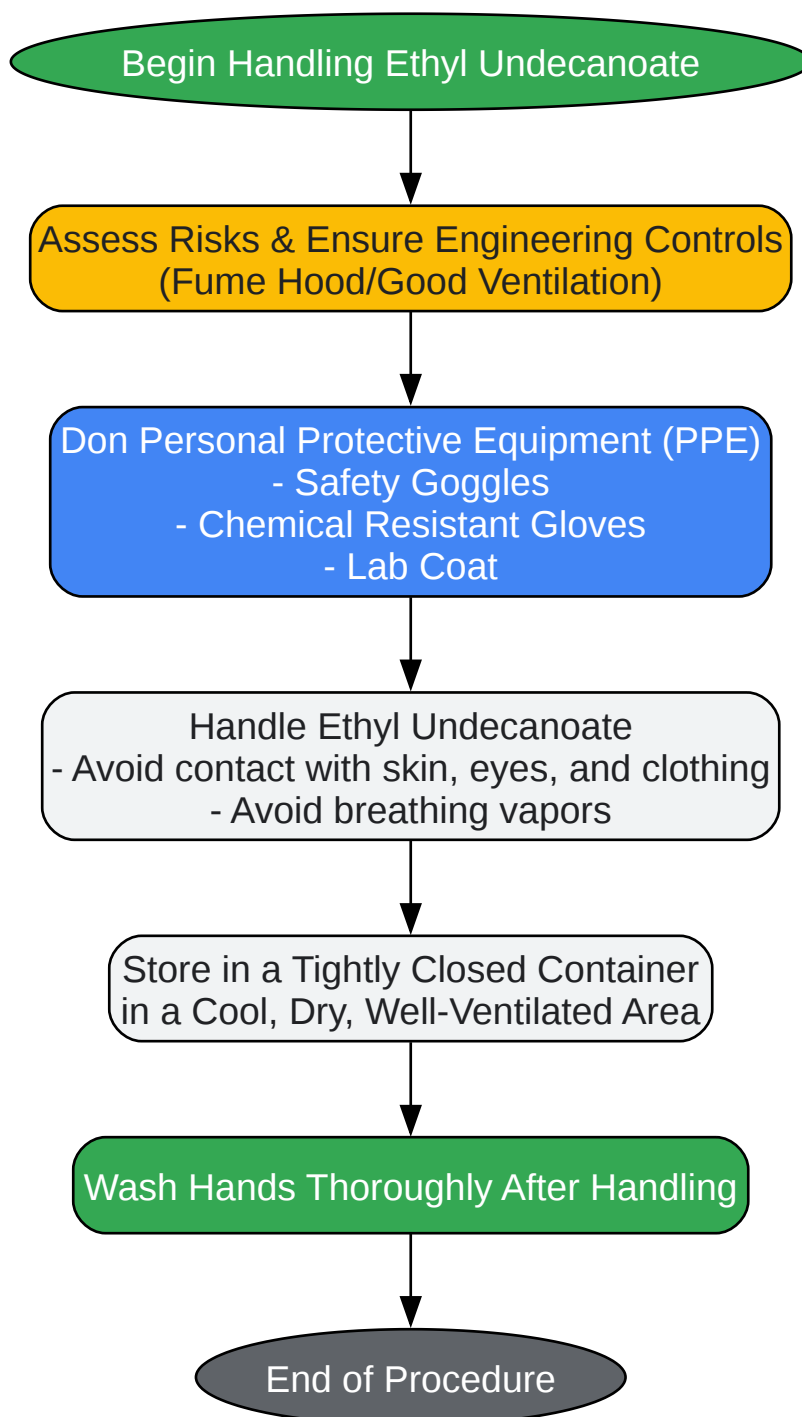 Begin Handling Ethyl Undecanoate
Assess Risks & Ensure Engineering Controls
(Fume Hood/Good Ventilation)
Don Personal Protective Equipment (PPE)
- Safety Goggles
- Chemical Resistant Gloves
- Lab Coat
Handle Ethyl Undecanoate
- Avoid contact with skin, eyes, and clothing
- Avoid breathing vapors
Store in a Tightly Closed Container
in a Cool, Dry, Well-Ventilated Area
Wash Hands Thoroughly After Handling
End of Procedure